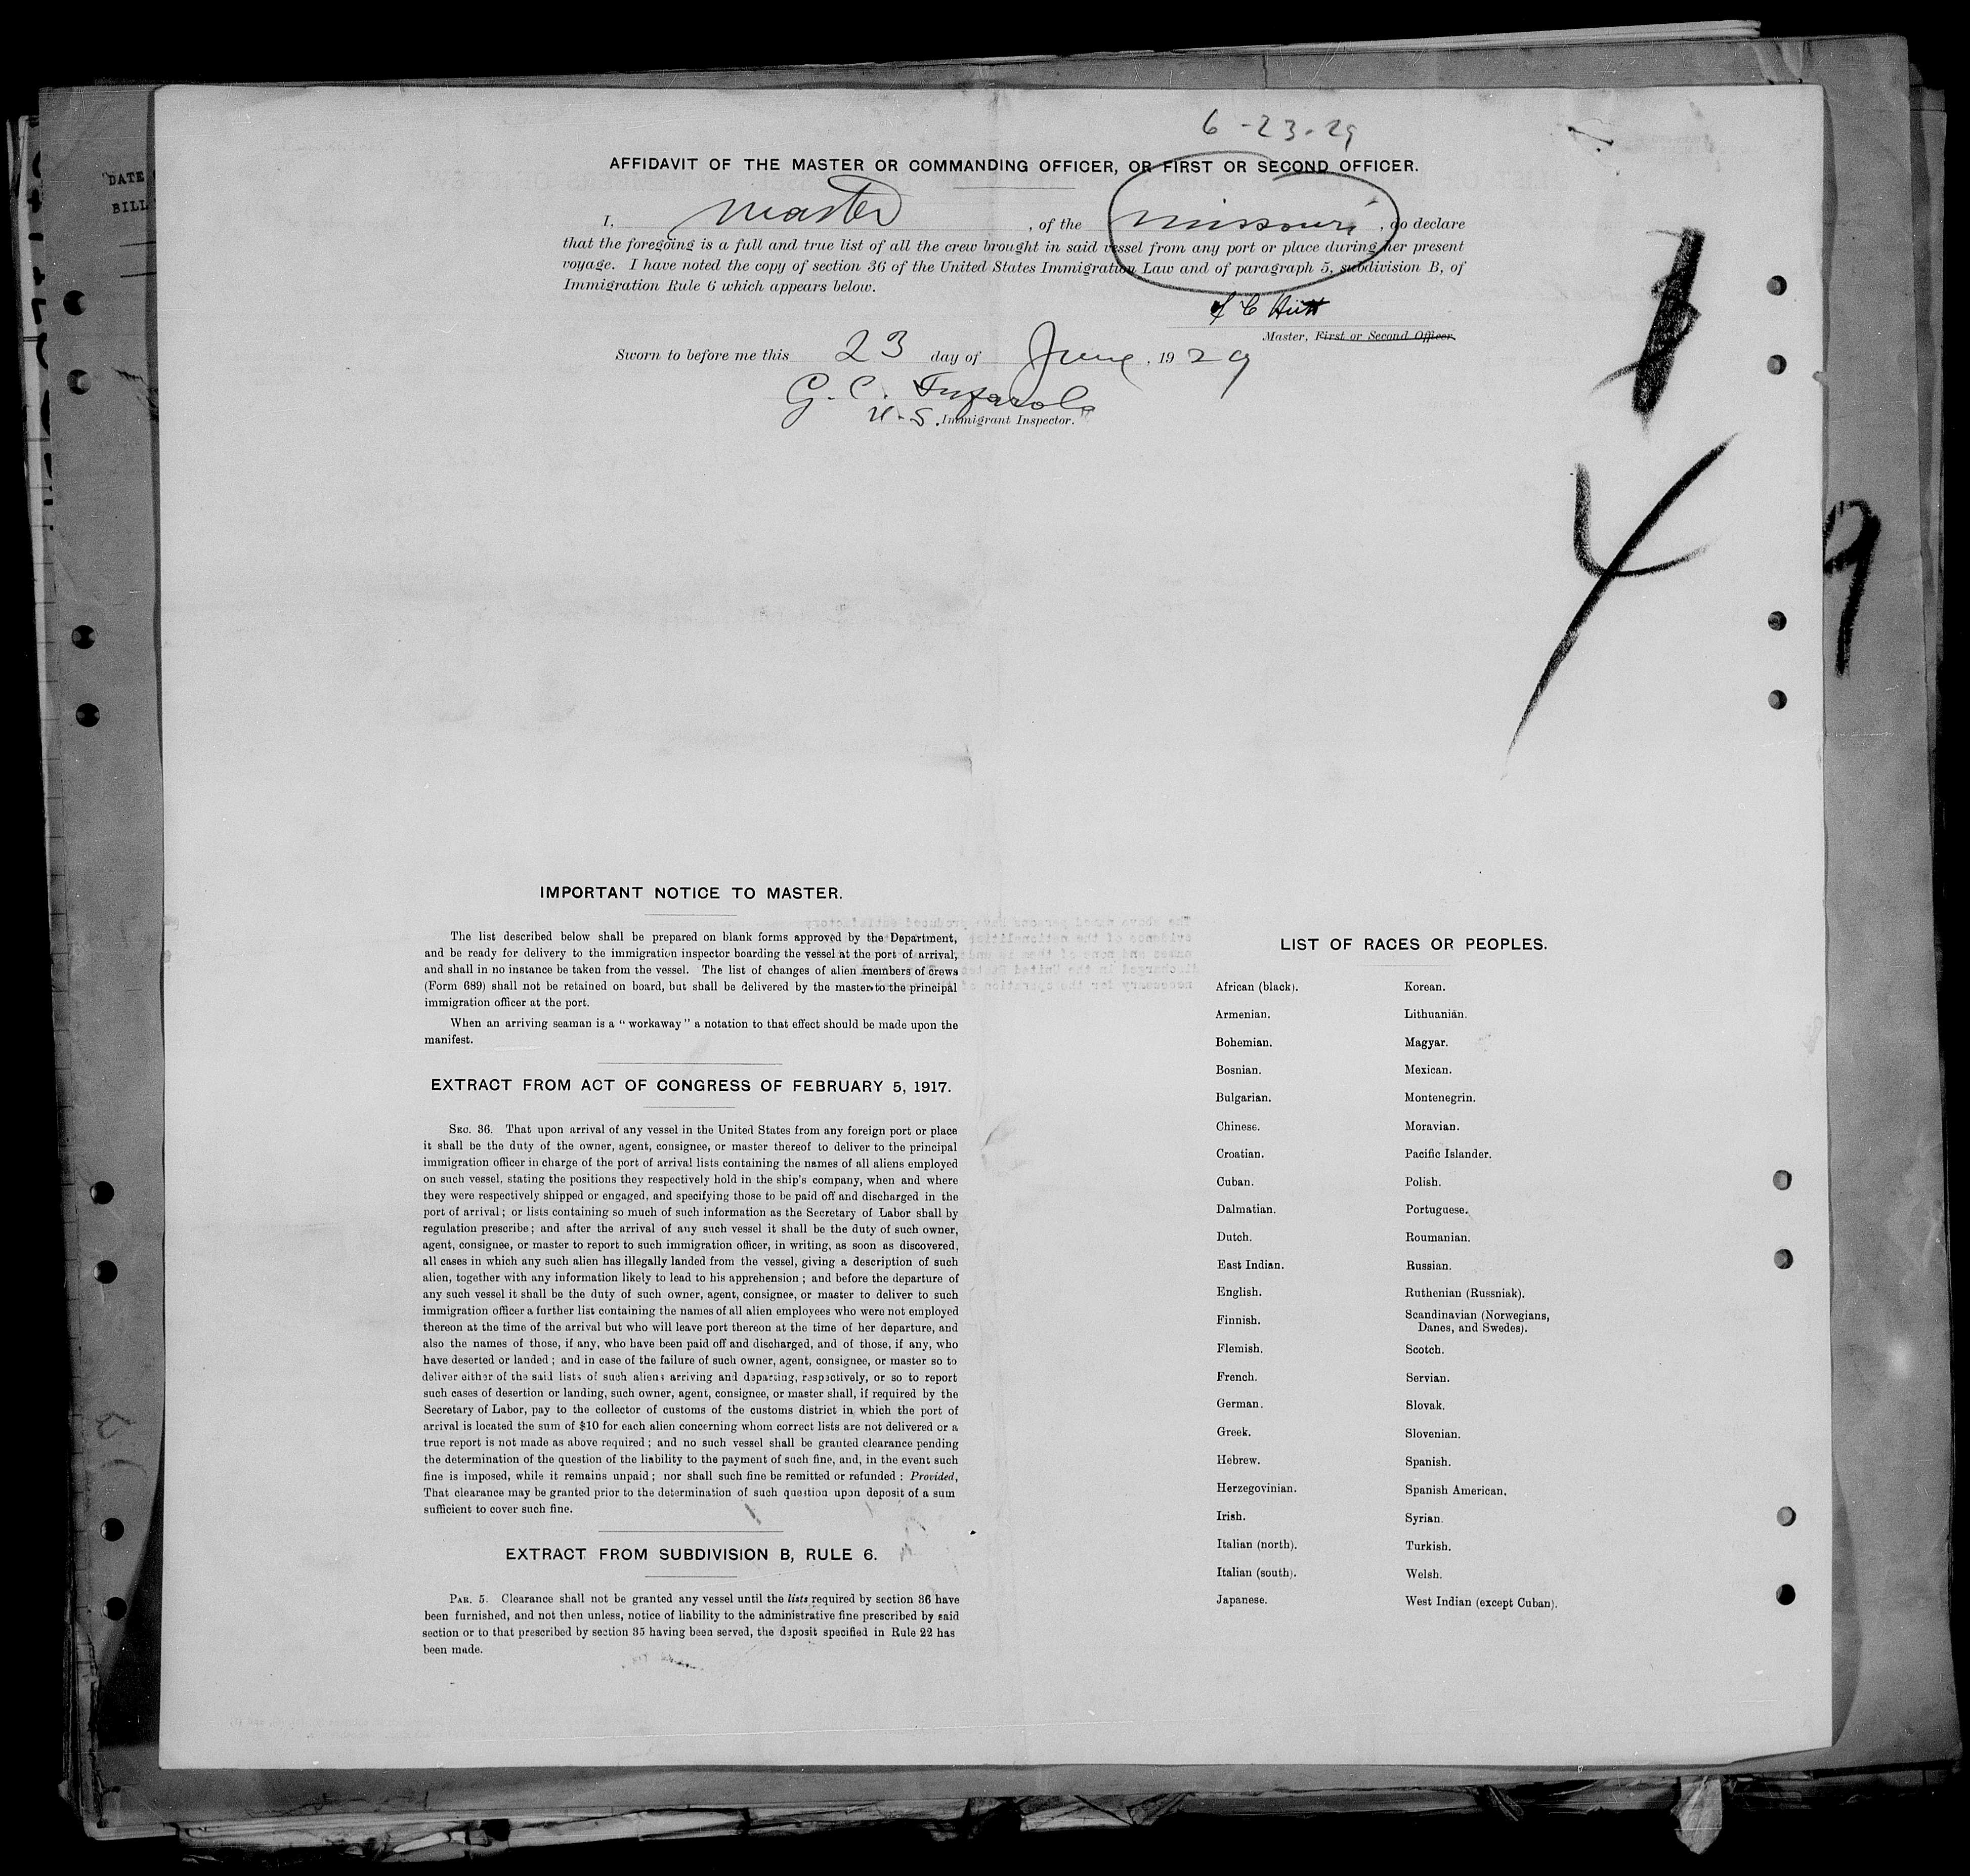 6-23-29
AFFIDAVIT OF THE MASTER OR COMMANDING OFFICER, OR FIRST OR SECOND OFFICER.
I, master, of the missouri, do declare
that the foregoing is a full and true list of all the crew brought in said vessel from any port or place during her present
voyage. I have noted the copy of section 36 of the United States Immigration Law and of paragraph 5, subdivision B, of
Immigration Rule 6 which appears below.
Master, First or Second Officer.
Sworn to before me this 23 day of June, 1929
G. C.
U.S. Immigrant Inspector.
4
9
DATE
BILL
IMPORTANT NOTICE TO MASTER.
The list described below shall be prepared on blank forms approved by the Department,
and be ready for delivery to the immigration inspector boarding the vessel at the port of arrival,
and shall in no instance be taken from the vessel. The list of changes of alien members of crews
(Form 689) shall not be retained on board, but shall be delivered by the master to the principal
immigration officer at the port.
When an arriving seaman is a "workaway" a notation to that effect should be made upon the
manifest.
EXTRACT FROM ACT OF CONGRESS OF FEBRUARY 5, 1917.
SEC. 36. That upon arrival of any vessel in the United States from any foreign port or place
it shall be the duty of the owner, agent, consignee, or master thereof to deliver to the principal
immigration officer in charge of the port of arrival lists containing the names of all aliens employed
on such vessel, stating the positions they respectively hold in the ship's company, when and where
they were respectively shipped or engaged, and specifying those to be paid off and discharged in the
port of arrival; or lists containing so much of such information as the Secretary of Labor shall by
regulation prescribe; and after the arrival of any such vessel it shall be the duty of such owner,
agent, consignee, or master to report to such immigration officer, in writing, as soon as discovered,
all cases in which any such alien has illegally landed from the vessel, giving a description of such
alien, together with any information likely to lead to his apprehension; and before the departure of
any such vessel it shall be the duty of such owner, agent, consignee, or master to deliver to such
immigration officer a further list containing the names of all alien employees who were not employed
thereon at the time of the arrival but who will leave port thereon at the time of her departure, and
also the names of those, if any, who have been paid off and discharged, and of those, if any, who
have deserted or landed; and in case of the failure of such owner, agent, consignee, or master so to
deliver either of the said lists of such aliens arriving and departing, respectively, or so to report
such cases of desertion or landing, such owner, agent, consignee, or master shall, if required by the
Secretary of Labor, pay to the collector of customs of the customs district in which the port of
arrival is located the sum of $10 for each alien concerning whom correct lists are not delivered or a
true report is not made as above required; and no such vessel shall be granted clearance pending
the determination of the question of the liability to the payment of such fine, and, in the event such
fine is imposed, while it remains unpaid; nor shall such fine be remitted or refunded: Provided,
That clearance may be granted prior to the determination of such question upon deposit of a sum
sufficient to cover such fine.
EXTRACT FROM SUBDIVISION B, RULE 6.
PAR. 5. Clearance shall not be granted any vessel until the lists required by section 36 have
been furnished, and not then unless, notice of liability to the administrative fine prescribed by said
section or to that prescribed by section 35 having been served, the deposit specified in Rule 22 has
been made.
LIST OF RACES OR PEOPLES.
African (black). Korean.
Armenian. Lithuanian.
Bohemian. Magyar.
Bosnian. Mexican.
Bulgarian. Montenegrin.
Chinese. Moravian.
Croatian. Pacific Islander.
Cuban. Polish.
Dalmatian. Portuguese.
Dutch. Roumanian.
East Indian. Russian.
English. Ruthenian (Russniak).
Finnish. Scandinavian (Norwegians,
Danes, and Swedes).
Flemish. Scotch.
French. Servian.
German. Slovak.
Greek. Slovenian.
Hebrew. Spanish.
Herzegovinian. Spanish American.
Irish. Syrian.
Italian (north). Turkish.
Italian (south). Welsh.
Japanese. West Indian (except Cuban).